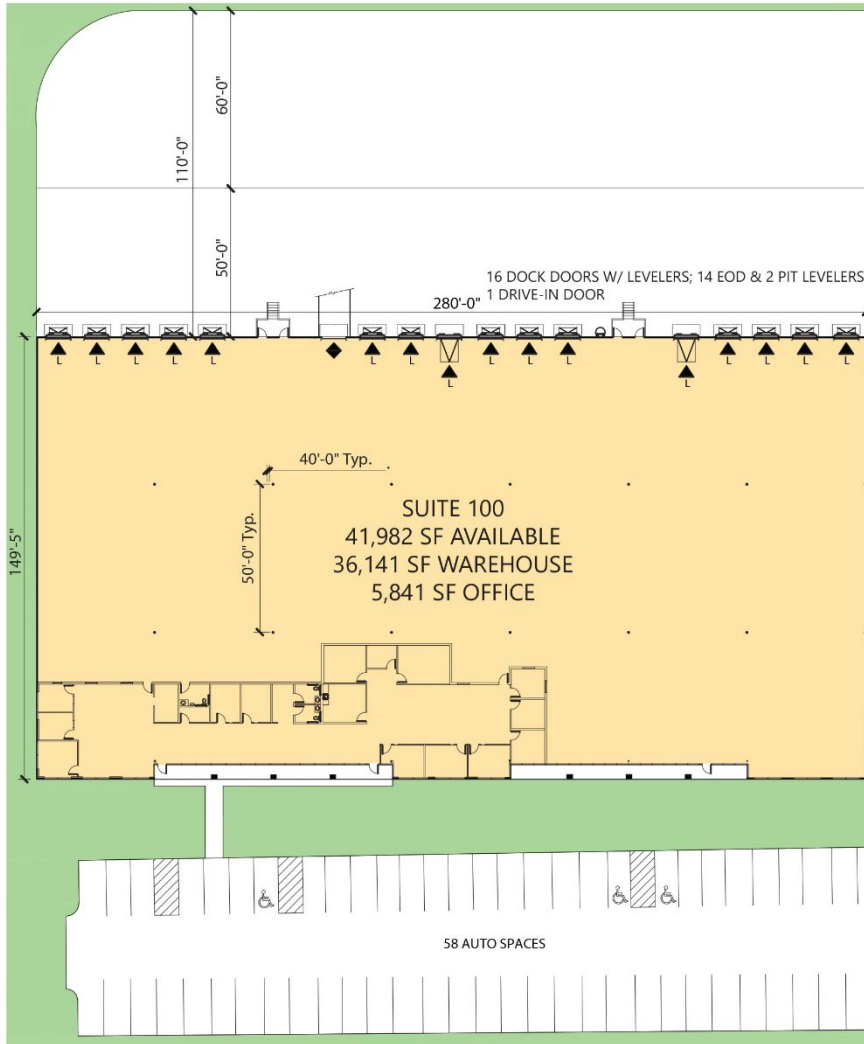 60'-0"
110'-0"
50'-0"
16 DOCK DOORS W/ LEVELERS; 14 EOD & 2 PIT LEVELERS
1 DRIVE-IN DOOR
280'-0"
L L L L L L L L L L L L L L
L L
40'-0" Typ.
50'-0" Typ.
149'-5"
SUITE 100
41,982 SF AVAILABLE
36,141 SF WAREHOUSE
5,841 SF OFFICE
58 AUTO SPACES